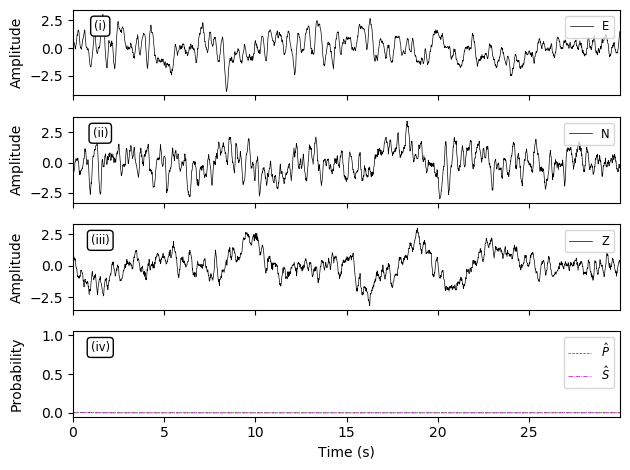 (i)
E
Amplitude
2.5
0.0
−2.5
(ii)
N
Amplitude
2.5
0.0
−2.5
(iii)
Z
Amplitude
2.5
0.0
−2.5
(iv)
P̂
Ŝ
Probability
1.0
0.5
0.0
0 5 10 15 20 25
Time (s)